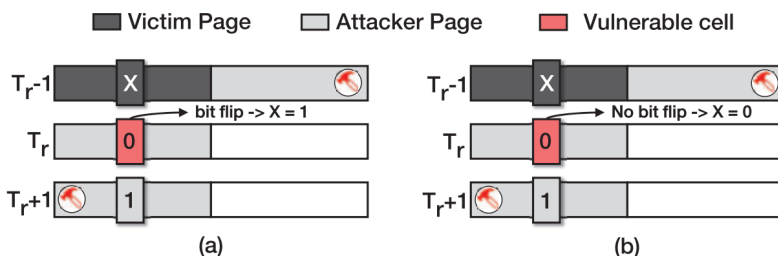 Victim Page Attacker Page Vulnerable cell
Tr-1 X Tr-1 X
bit flip -> X = 1 No bit flip -> X = 0
Tr 0 Tr 0
Tr+1 1 Tr+1 1
(a) (b)